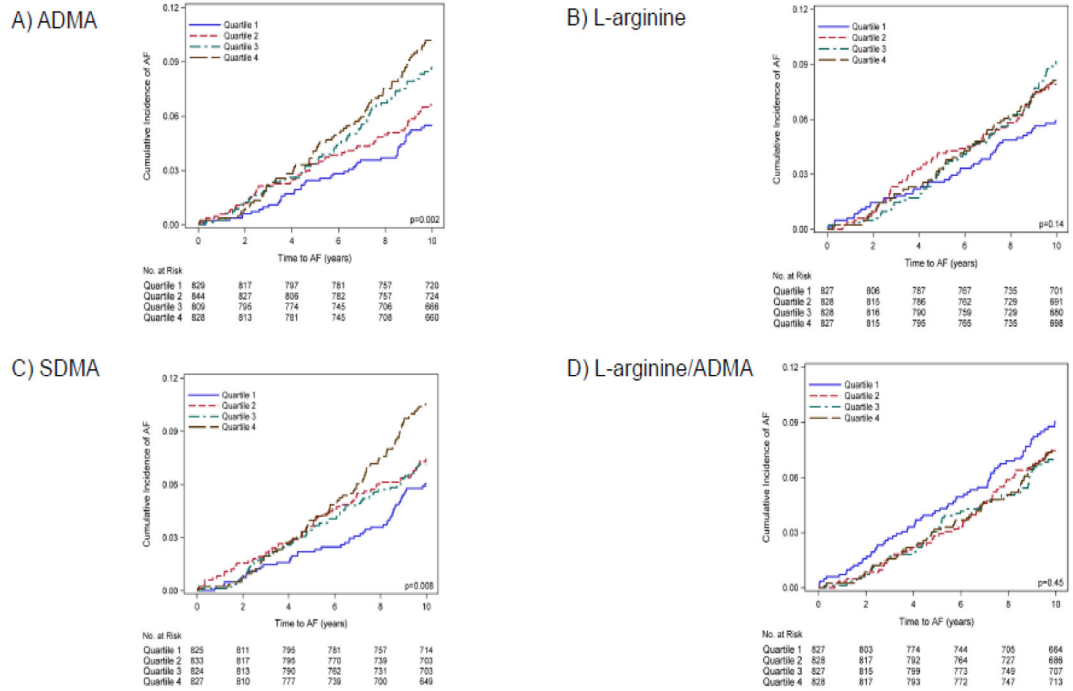 A) ADMA
Cumulative Incidence of AF
0.12
0.09
0.06
0.03
0.00
Quartile 1
Quartile 2
Quartile 3
Quartile 4
p=0.002
0 2 4 6 8 10
Time to AF (years)
No. at Risk
Quartile 1 829 817 797 781 757 720
Quartile 2 844 827 806 782 757 724
Quartile 3 809 795 774 745 706 666
Quartile 4 828 813 781 745 708 660
B) L-arginine
Cumulative Incidence of AF
0.12
0.09
0.06
0.03
0.00
Quartile 1
Quartile 2
Quartile 3
Quartile 4
p=0.14
0 2 4 6 8 10
Time to AF (years)
No. at Risk
Quartile 1 827 806 787 767 735 701
Quartile 2 828 815 786 762 729 691
Quartile 3 828 816 790 759 729 680
Quartile 4 827 815 795 765 735 698
C) SDMA
Cumulative Incidence of AF
0.12
0.09
0.06
0.03
0.00
Quartile 1
Quartile 2
Quartile 3
Quartile 4
p=0.008
0 2 4 6 8 10
Time to AF (years)
No. at Risk
Quartile 1 825 811 795 781 757 714
Quartile 2 833 817 795 770 739 703
Quartile 3 824 813 790 762 731 703
Quartile 4 827 810 777 739 700 649
D) L-arginine/ADMA
Cumulative Incidence of AF
0.12
0.09
0.06
0.03
0.00
Quartile 1
Quartile 2
Quartile 3
Quartile 4
p=0.45
0 2 4 6 8 10
Time to AF (years)
No. at Risk
Quartile 1 827 803 774 744 705 664
Quartile 2 828 817 792 764 727 686
Quartile 3 827 815 799 773 749 707
Quartile 4 828 817 793 772 747 713